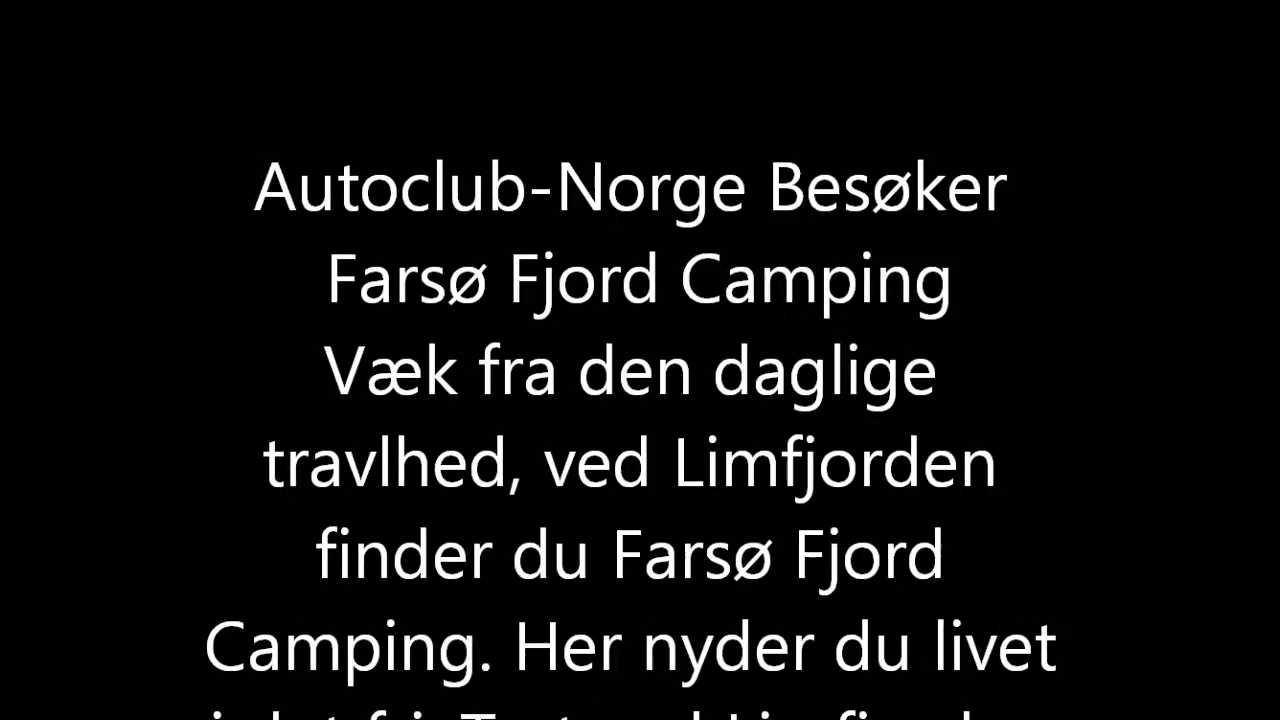 Autoclub-Norge Besøker
Farsø Fjord Camping
Væk fra den daglige
travlhed, ved Limfjorden
finder du Farsø Fjord
Camping. Her nyder du livet